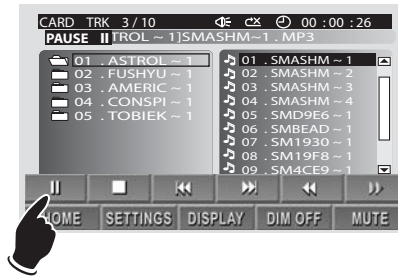 CARD TRK 3/10 00:00:26
PAUSE TROL ~ 1]SMASHM~1 . MP3
01 . ASTROL ~ 1
02 . FUSHYU ~ 1
03 . AMERIC ~ 1
04 . CONSPI ~ 1
05 . TOBIEK ~ 1
01 . SMASHM ~ 1
02 . SMASHM ~ 2
03 . SMASHM ~ 3
04 . SMASHM ~ 4
05 . SMD9E6 ~ 1
06 . SMBEAD ~ 1
07 . SM1930 ~ 1
08 . SM19F8 ~ 1
09 . SM4CE9 ~ 1
HOME SETTINGS DISPLAY DIM OFF MUTE